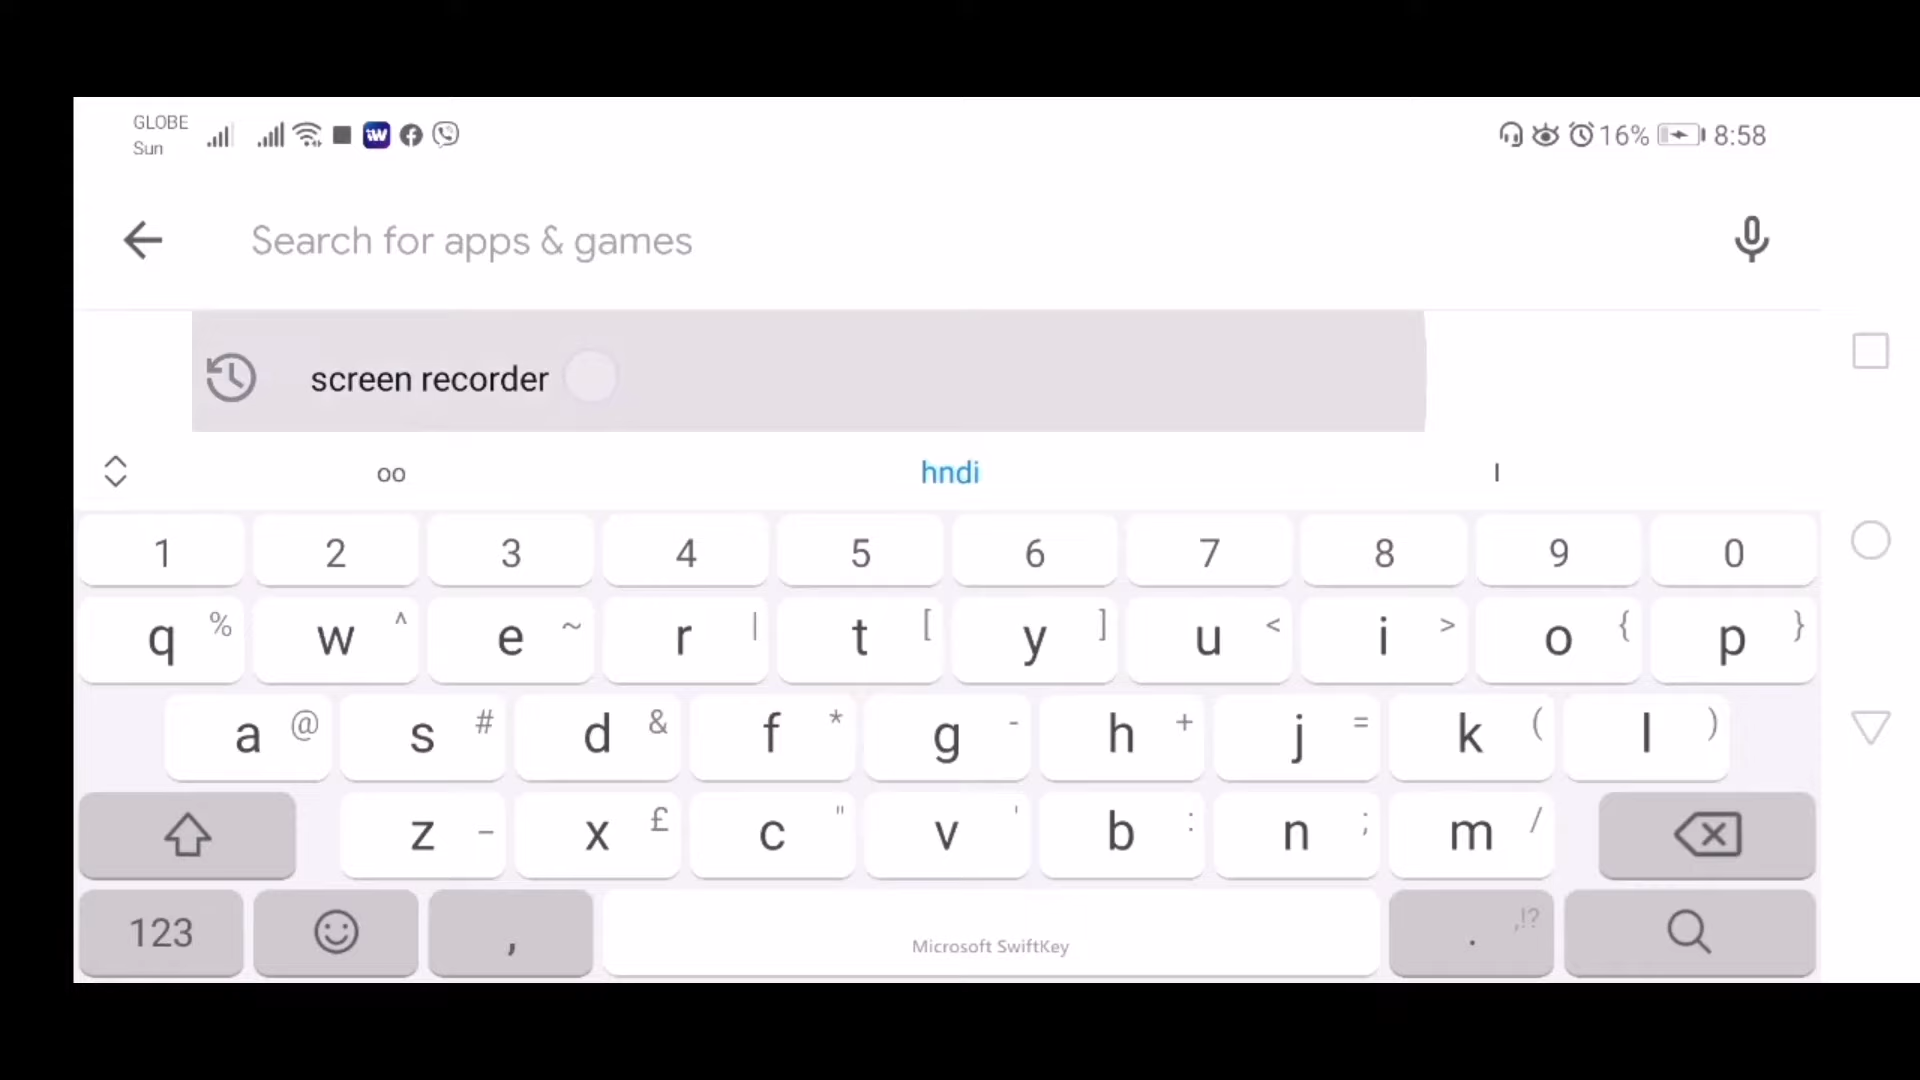 GLOBE
Sun
16% 8:58
Search for apps & games
screen recorder
oo hndi I
1 2 3 4 5 6 7 8 9 0
q % w ^ e ~ r | t [ y ] u < i > o { p }
a @ s # d & f * g - h + j = k ( l )
z _ x £ c " v ' b : n ; m /
123 , Microsoft SwiftKey . ,!?